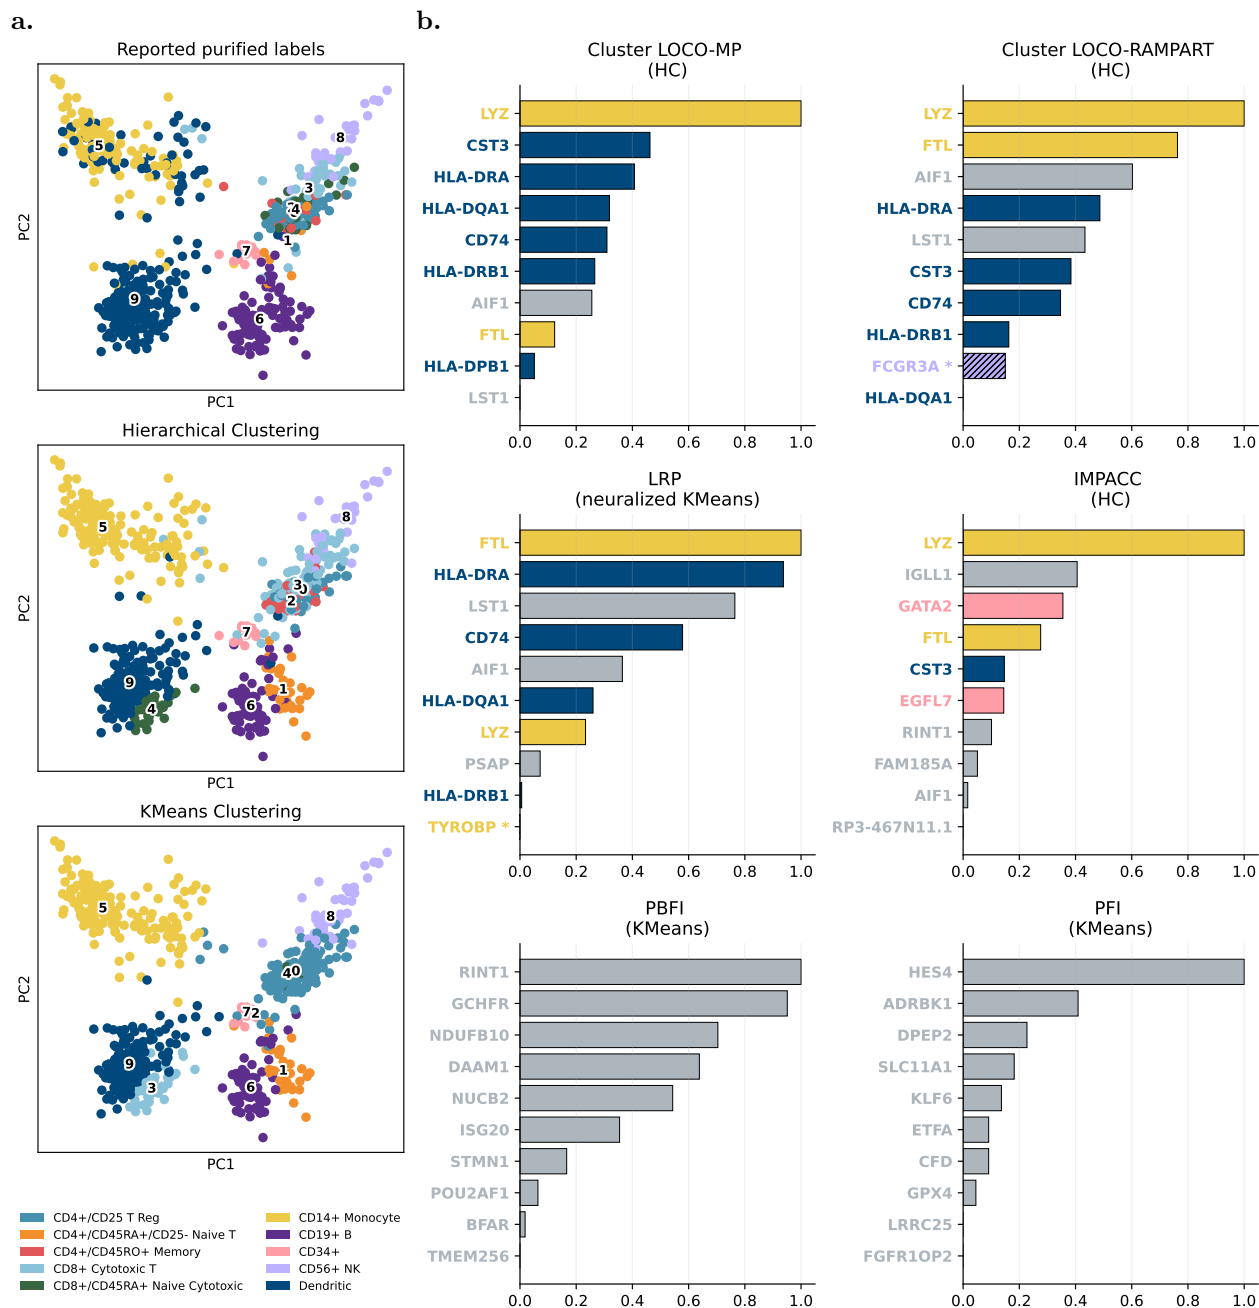 a.
Reported purified labels
5
8
3
4
1
7
9
6
PC2
PC1
Hierarchical Clustering
5
8
3
0
2
7
1
9
4
6
PC2
PC1
KMeans Clustering
5
8
4
0
7
2
9
3
1
6
PC2
PC1
CD4+/CD25 T Reg
CD4+/CD45RA+/CD25- Naive T
CD4+/CD45RO+ Memory
CD8+ Cytotoxic T
CD8+/CD45RA+ Naive Cytotoxic
CD14+ Monocyte
CD19+ B
CD34+
CD56+ NK
Dendritic
b.
Cluster LOCO-MP
(HC)
LYZ
CST3
HLA-DRA
HLA-DQA1
CD74
HLA-DRB1
AIF1
FTL
HLA-DPB1
LST1
0.0 0.2 0.4 0.6 0.8 1.0
Cluster LOCO-RAMPART
(HC)
LYZ
FTL
AIF1
HLA-DRA
LST1
CST3
CD74
HLA-DRB1
FCGR3A *
HLA-DQA1
0.0 0.2 0.4 0.6 0.8 1.0
LRP
(neuralized KMeans)
FTL
HLA-DRA
LST1
CD74
AIF1
HLA-DQA1
LYZ
PSAP
HLA-DRB1
TYROBP *
0.0 0.2 0.4 0.6 0.8 1.0
IMPACC
(HC)
LYZ
IGLL1
GATA2
FTL
CST3
EGFL7
RINT1
FAM185A
AIF1
RP3-467N11.1
0.0 0.2 0.4 0.6 0.8 1.0
PBFI
(KMeans)
RINT1
GCHFR
NDUFB10
DAAM1
NUCB2
ISG20
STMN1
POU2AF1
BFAR
TMEM256
0.0 0.2 0.4 0.6 0.8 1.0
PFI
(KMeans)
HES4
ADRBK1
DPEP2
SLC11A1
KLF6
ETFA
CFD
GPX4
LRRC25
FGFR1OP2
0.0 0.2 0.4 0.6 0.8 1.0